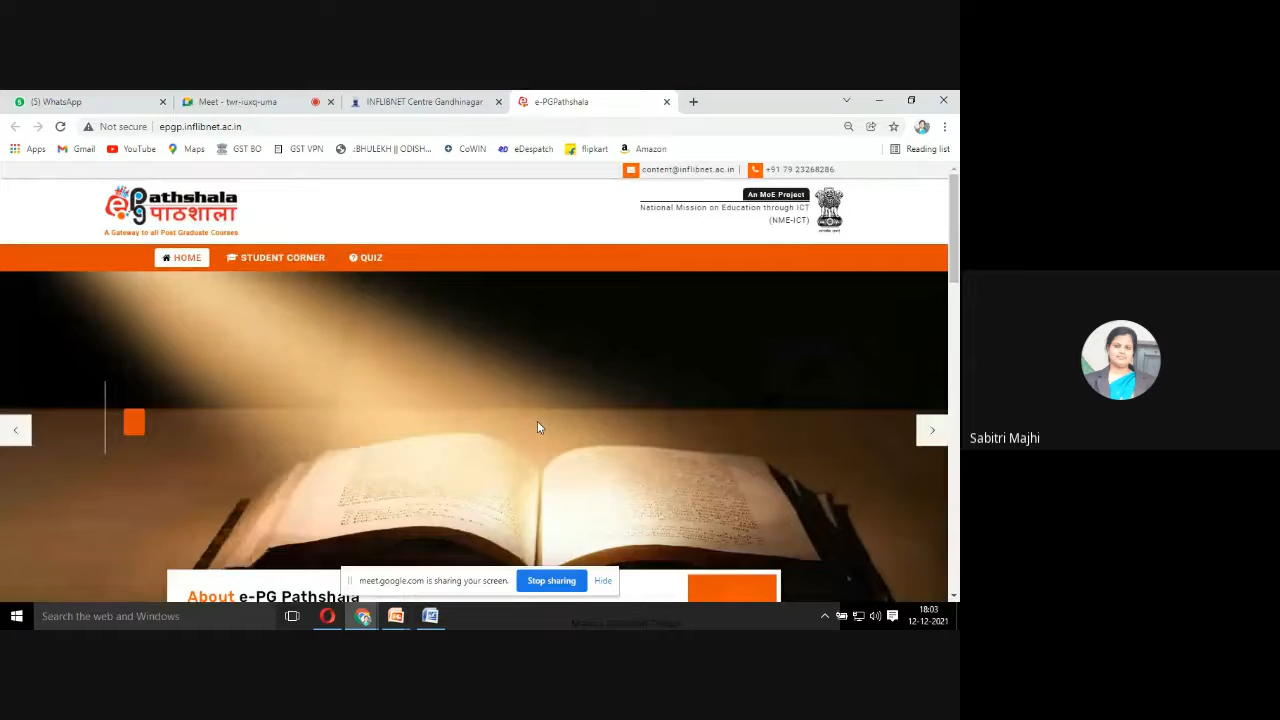 (5) WhatsApp
Meet - twr-iuxq-uma
INFLIBNET Centre Gandhinagar
e-PGPathshala
Not secure
epgp.inflibnet.ac.in
Apps
Gmail
YouTube
Maps
GST BO
GST VPN
:BHULEKH || ODISH...
CoWIN
eDespatch
flipkart
Amazon
Reading list
content@inflibnet.ac.in
+91 79 23268286
ePg athshala
पाठशाला
A Gateway to all Post Graduate Courses
An MoE Project
National Mission on Education through ICT
(NME-ICT)
HOME
STUDENT CORNER
QUIZ
Sabitri Majhi
meet.google.com is sharing your screen.
Stop sharing
Hide
About e-PG Pathshala
Search the web and Windows
18:03
12-12-2021